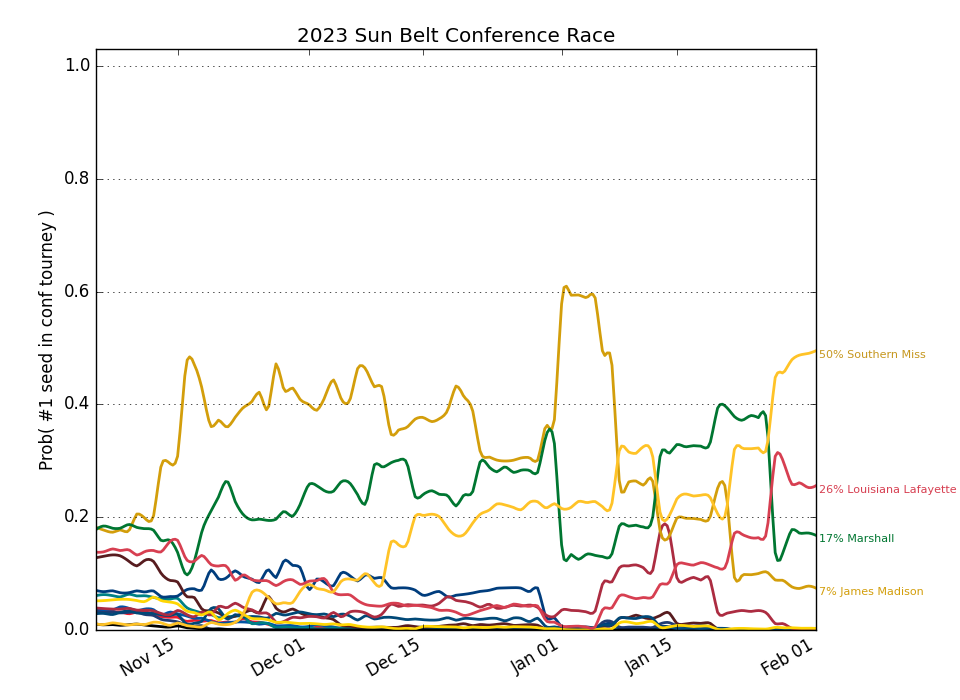 2023 Sun Belt Conference Race
Prob( #1 seed in conf tourney )
1.0
0.8
0.6
0.4
0.2
0.0
50% Southern Miss
26% Louisiana Lafayette
17% Marshall
7% James Madison
Nov 15
Dec 01
Dec 15
Jan 01
Jan 15
Feb 01